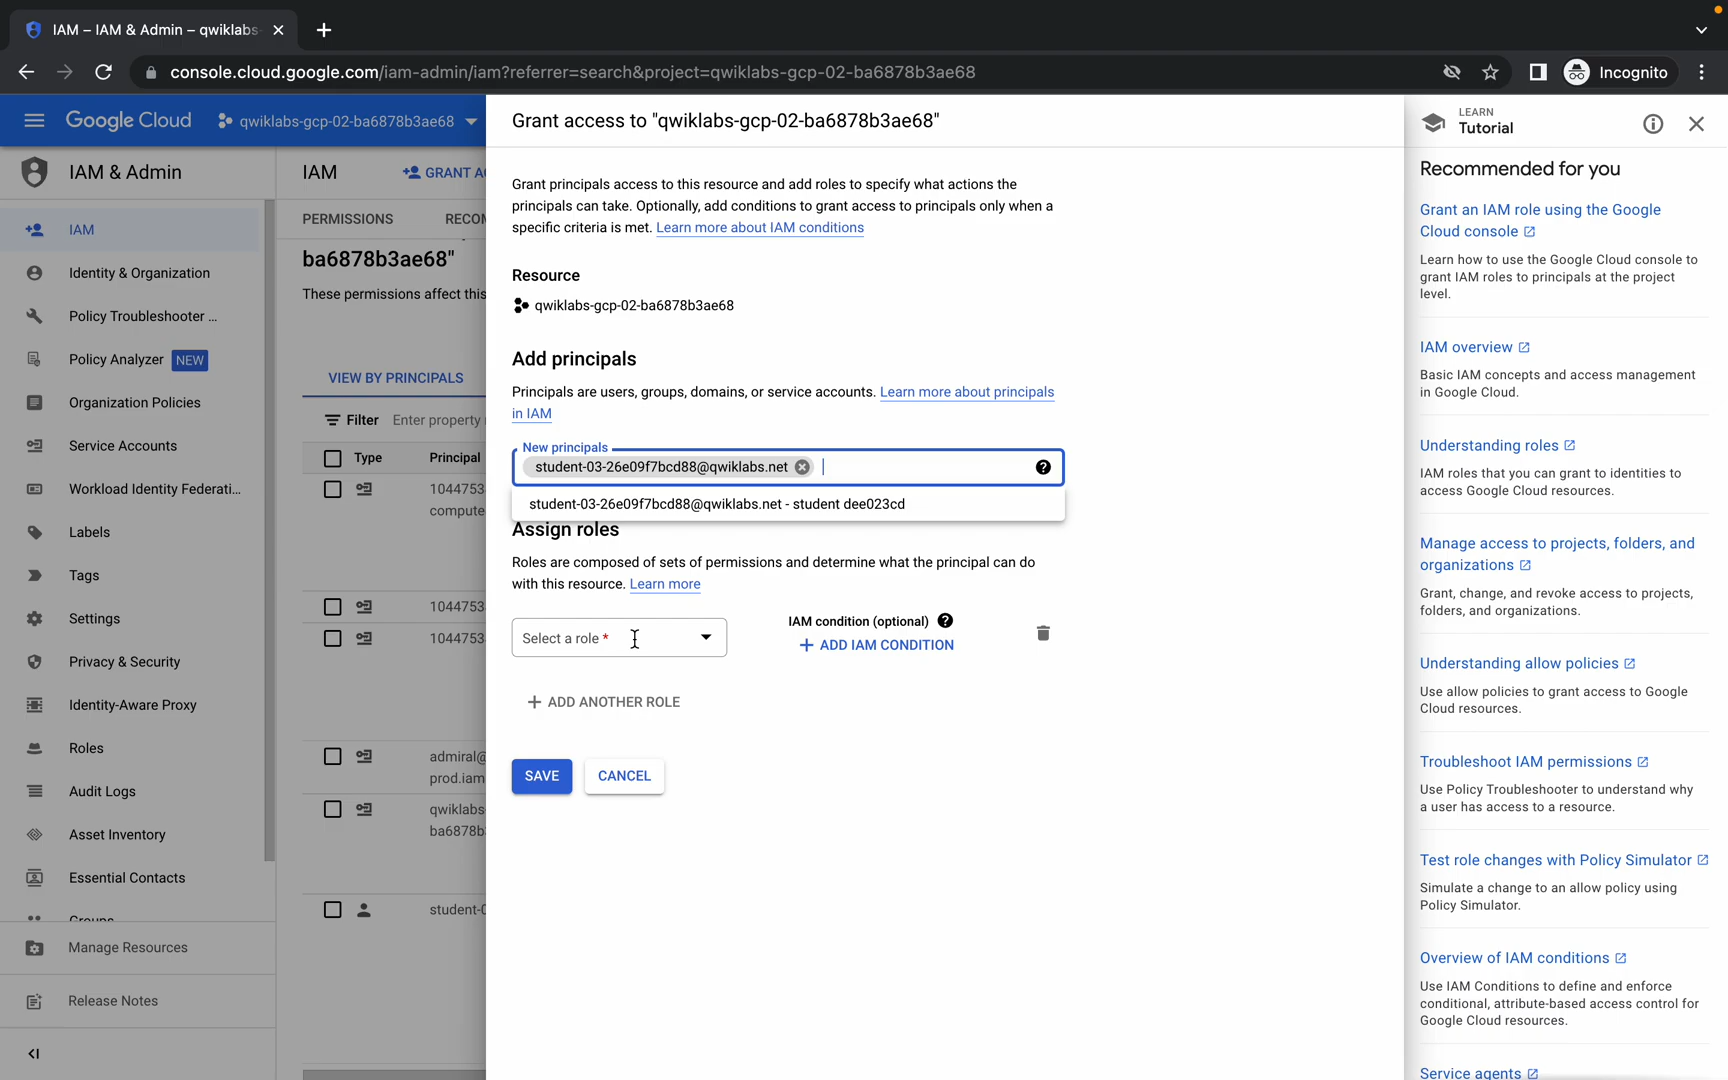 IAM – IAM & Admin – qwiklabs-
console.cloud.google.com/iam-admin/iam?referrer=search&project=qwiklabs-gcp-02-ba6878b3ae68
Incognito
Google Cloud
qwiklabs-gcp-02-ba6878b3ae68
IAM & Admin
IAM
Identity & Organization
Policy Troubleshooter ...
Policy Analyzer NEW
Organization Policies
Service Accounts
Workload Identity Federati...
Labels
Tags
Settings
Privacy & Security
Identity-Aware Proxy
Roles
Audit Logs
Asset Inventory
Essential Contacts
Groups
Manage Resources
Release Notes
IAM
GRANT AC
PERMISSIONS
RECOM
ba6878b3ae68"
These permissions affect this
VIEW BY PRINCIPALS
Filter
Enter property
Type
Principal
1044753
compute
1044753
1044753
admiral@
prod.iam
qwiklabs
ba6878b
student-0
Grant access to "qwiklabs-gcp-02-ba6878b3ae68"
Grant principals access to this resource and add roles to specify what actions the
principals can take. Optionally, add conditions to grant access to principals only when a
specific criteria is met. Learn more about IAM conditions
Resource
qwiklabs-gcp-02-ba6878b3ae68
Add principals
Principals are users, groups, domains, or service accounts. Learn more about principals
in IAM
New principals
student-03-26e09f7bcd88@qwiklabs.net
student-03-26e09f7bcd88@qwiklabs.net - student dee023cd
Assign roles
Roles are composed of sets of permissions and determine what the principal can do
with this resource. Learn more
Select a role *
IAM condition (optional)
+ ADD IAM CONDITION
+ ADD ANOTHER ROLE
SAVE
CANCEL
LEARN
Tutorial
Recommended for you
Grant an IAM role using the Google
Cloud console
Learn how to use the Google Cloud console to
grant IAM roles to principals at the project
level.
IAM overview
Basic IAM concepts and access management
in Google Cloud.
Understanding roles
IAM roles that you can grant to identities to
access Google Cloud resources.
Manage access to projects, folders, and
organizations
Grant, change, and revoke access to projects,
folders, and organizations.
Understanding allow policies
Use allow policies to grant access to Google
Cloud resources.
Troubleshoot IAM permissions
Use Policy Troubleshooter to understand why
a user has access to a resource.
Test role changes with Policy Simulator
Simulate a change to an allow policy using
Policy Simulator.
Overview of IAM conditions
Use IAM Conditions to define and enforce
conditional, attribute-based access control for
Google Cloud resources.
Service agents